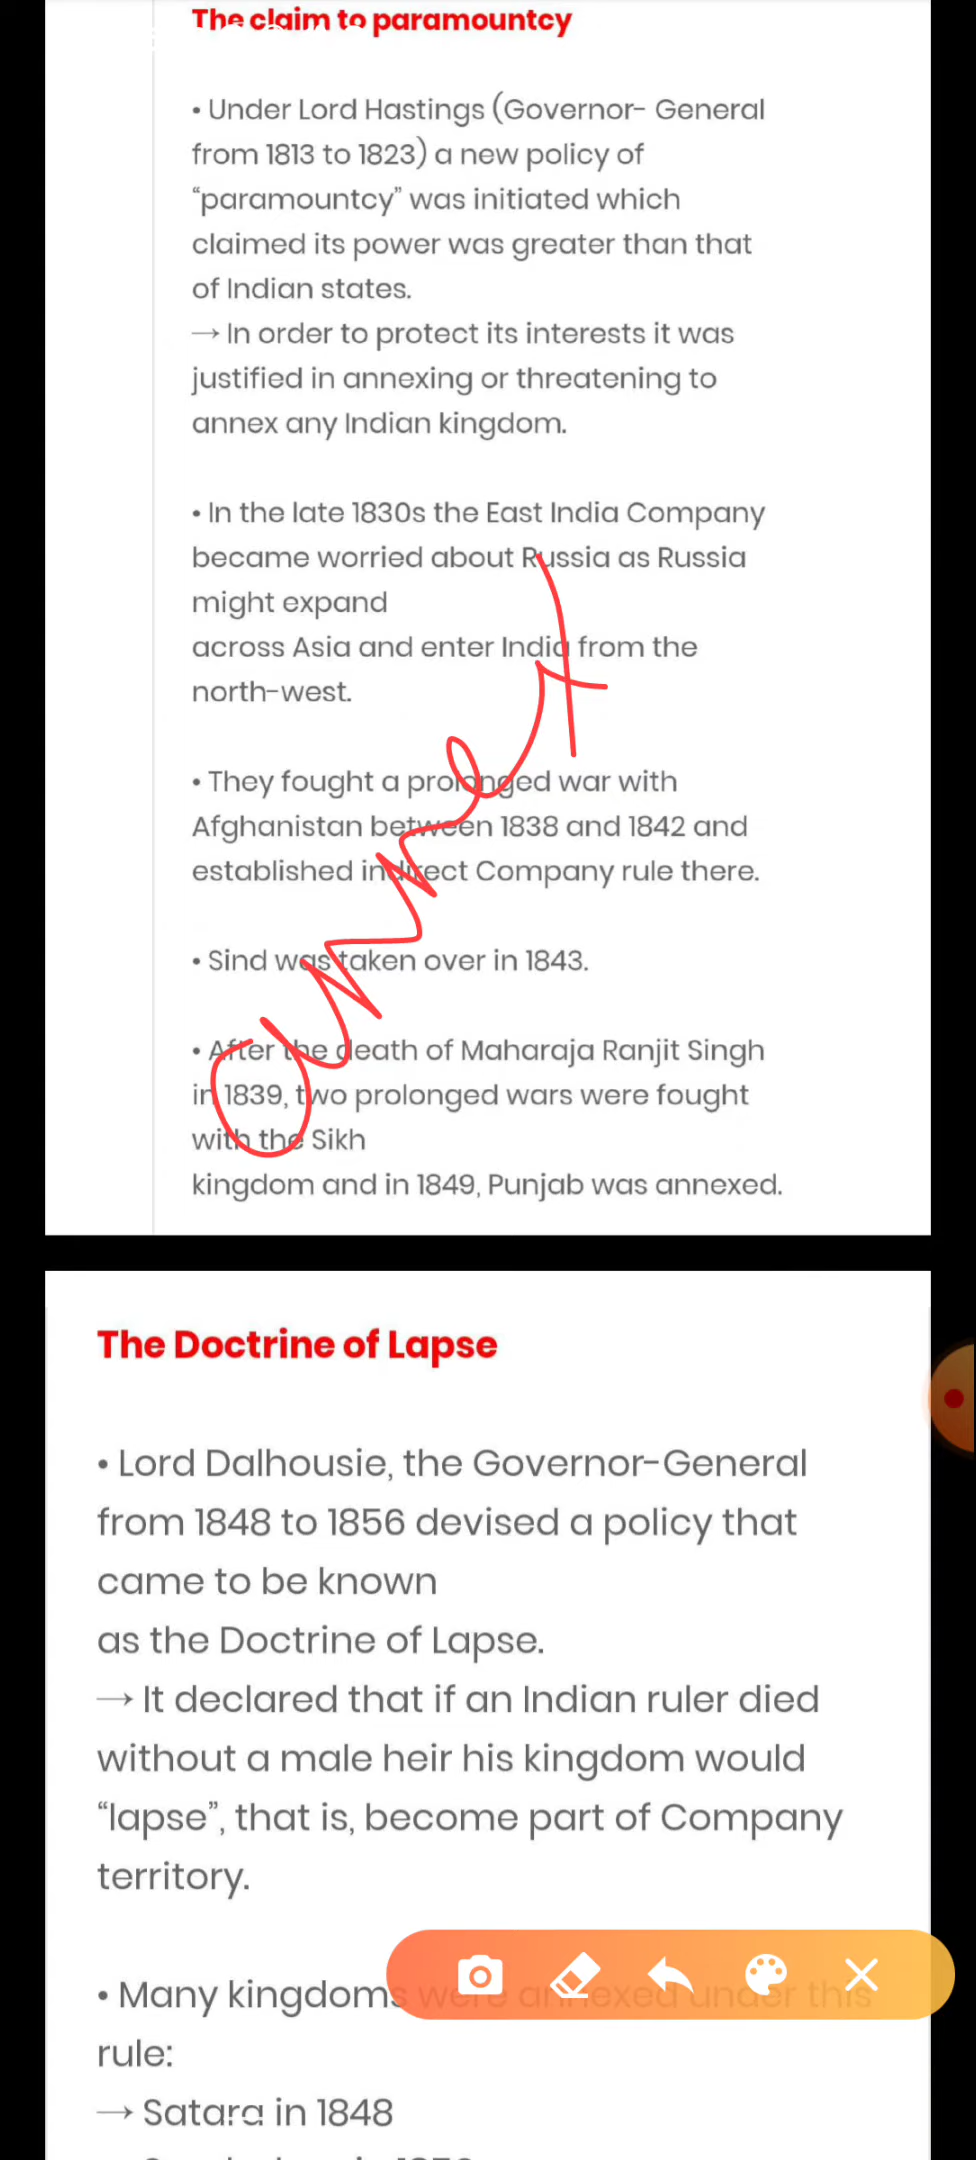 The claim to paramountcy
• Under Lord Hastings (Governor- General
from 1813 to 1823) a new policy of
“paramountcy” was initiated which
claimed its power was greater than that
of Indian states.
→ In order to protect its interests it was
justified in annexing or threatening to
annex any Indian kingdom.
• In the late 1830s the East India Company
became worried about Russia as Russia
might expand
across Asia and enter India from the
north-west.
• They fought a prolonged war with
Afghanistan between 1838 and 1842 and
established indirect Company rule there.
• Sind was taken over in 1843.
• After the death of Maharaja Ranjit Singh
in 1839, two prolonged wars were fought
with the Sikh
kingdom and in 1849, Punjab was annexed.
annex
The Doctrine of Lapse
• Lord Dalhousie, the Governor-General
from 1848 to 1856 devised a policy that
came to be known
as the Doctrine of Lapse.
→ It declared that if an Indian ruler died
without a male heir his kingdom would
“lapse”, that is, become part of Company
territory.
• Many kingdoms were annexed under this
rule:
→ Satara in 1848